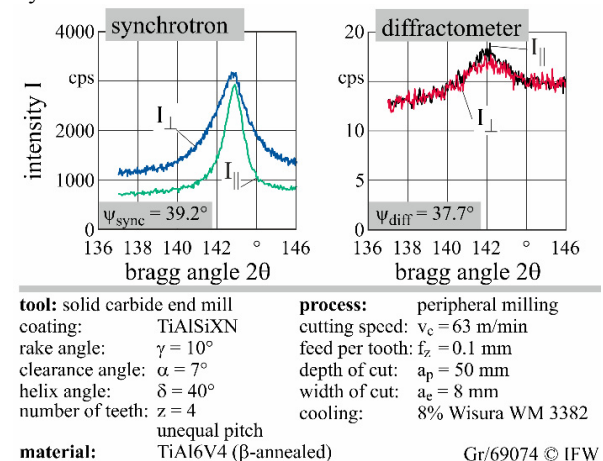 synchrotron
4000
cps
2000
1000
0
intensity I
I⊥
I||
ψsync = 39.2°
136 138 140 142 ° 146
bragg angle 2θ
diffractometer
20
cps
10
5
0
I||
I⊥
ψdiff = 37.7°
136 138 140 142 ° 146
bragg angle 2θ
tool: solid carbide end mill
coating: TiAlSiXN
rake angle: γ = 10°
clearance angle: α = 7°
helix angle: δ = 40°
number of teeth: z = 4
unequal pitch
material: TiAl6V4 (β-annealed)
process: peripheral milling
cutting speed: vc = 63 m/min
feed per tooth: fz = 0.1 mm
depth of cut: ap = 50 mm
width of cut: ae = 8 mm
cooling: 8% Wisura WM 3382
Gr/69074 © IFW